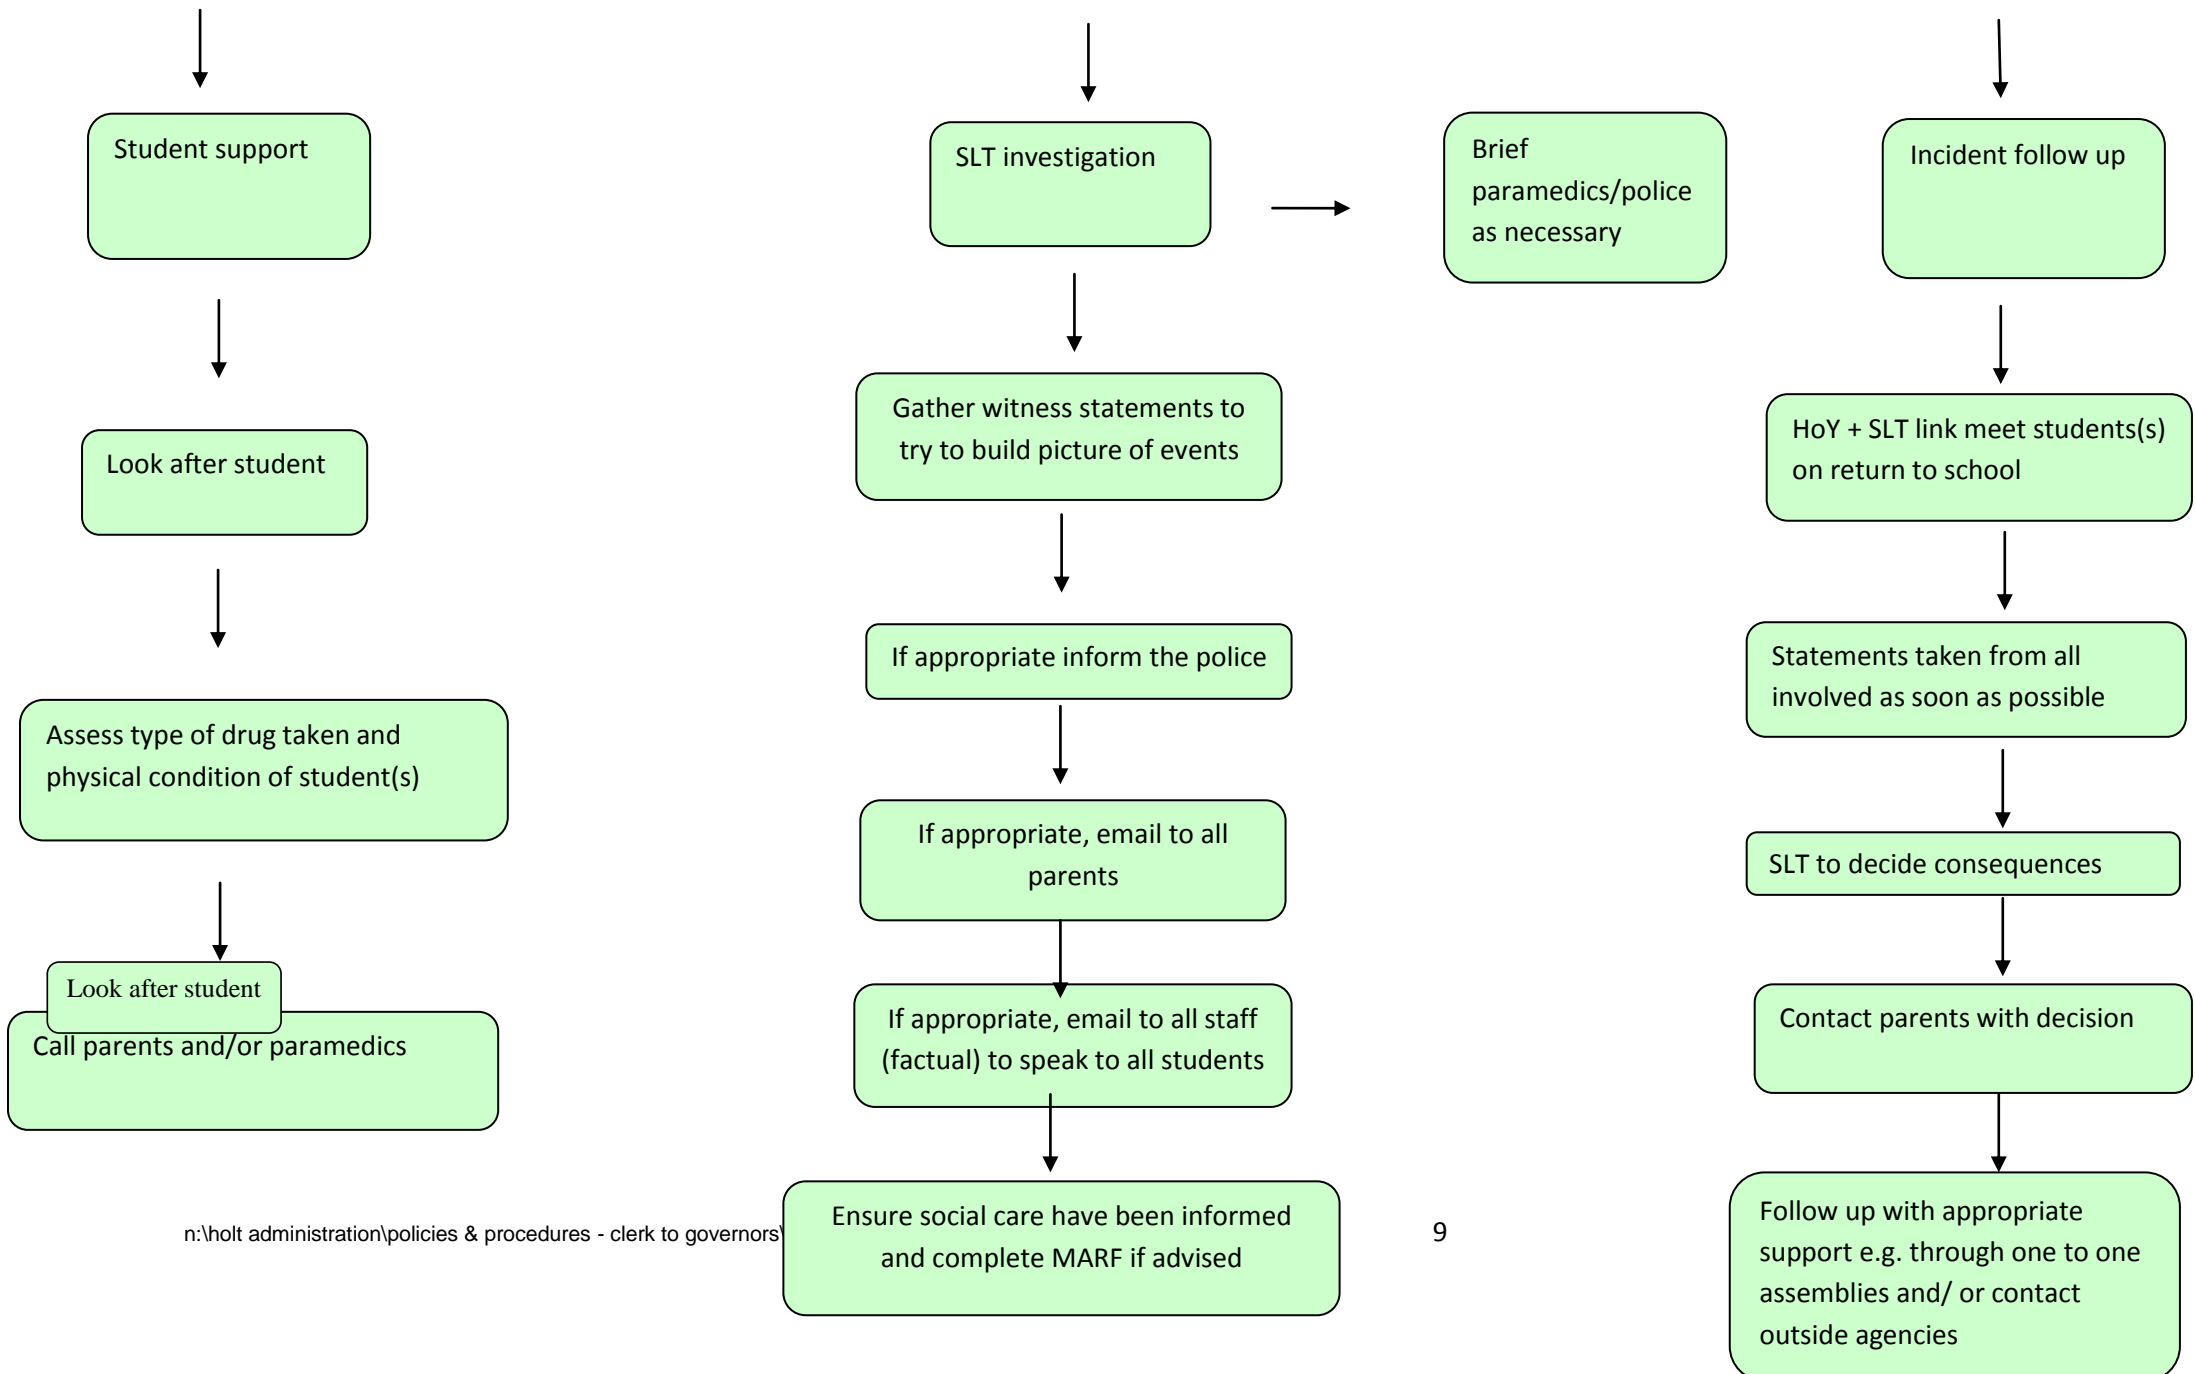 Student support
Look after student
Assess type of drug taken and
physical condition of student(s)
Look after student
Call parents and/or paramedics
SLT investigation
Brief
paramedics/police
as necessary
Gather witness statements to
try to build picture of events
If appropriate inform the police
If appropriate, email to all
parents
If appropriate, email to all staff
(factual) to speak to all students
Ensure social care have been informed
and complete MARF if advised
Incident follow up
HoY + SLT link meet students(s)
on return to school
Statements taken from all
involved as soon as possible
SLT to decide consequences
Contact parents with decision
Follow up with appropriate
support e.g. through one to one
assemblies and/ or contact
outside agencies
n:\holt administration\policies & procedures - clerk to governors\
9